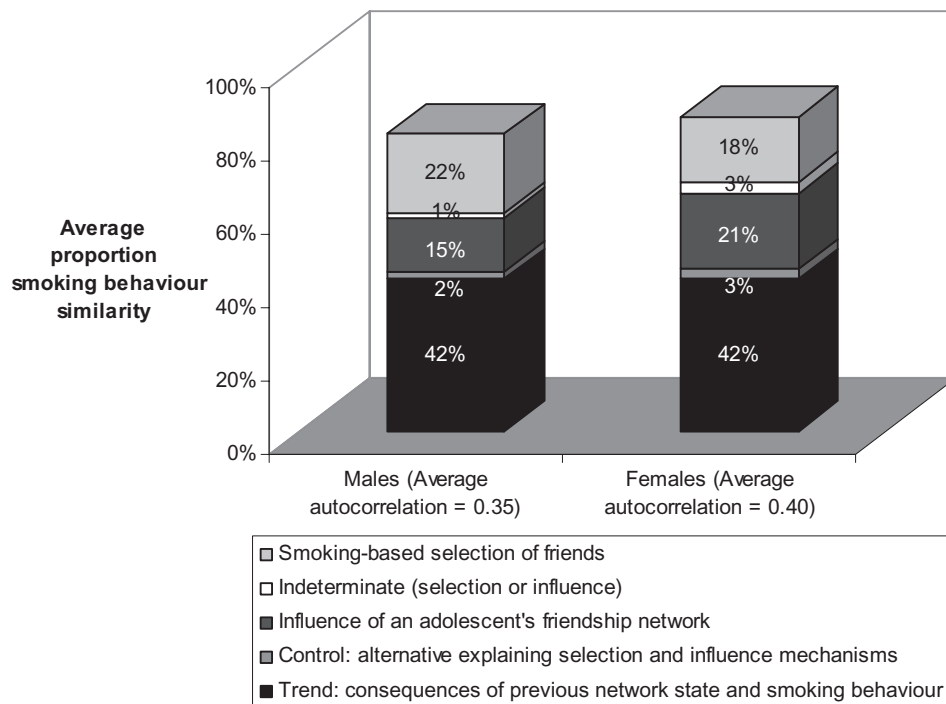 100%
80%
60%
40%
20%
0%
Average
proportion
smoking behaviour
similarity
22%
1%
15%
2%
42%
18%
3%
21%
3%
42%
Males (Average
autocorrelation = 0.35)
Females (Average
autocorrelation = 0.40)
Smoking-based selection of friends
Indeterminate (selection or influence)
Influence of an adolescent's friendship network
Control: alternative explaining selection and influence mechanisms
Trend: consequences of previous network state and smoking behaviour